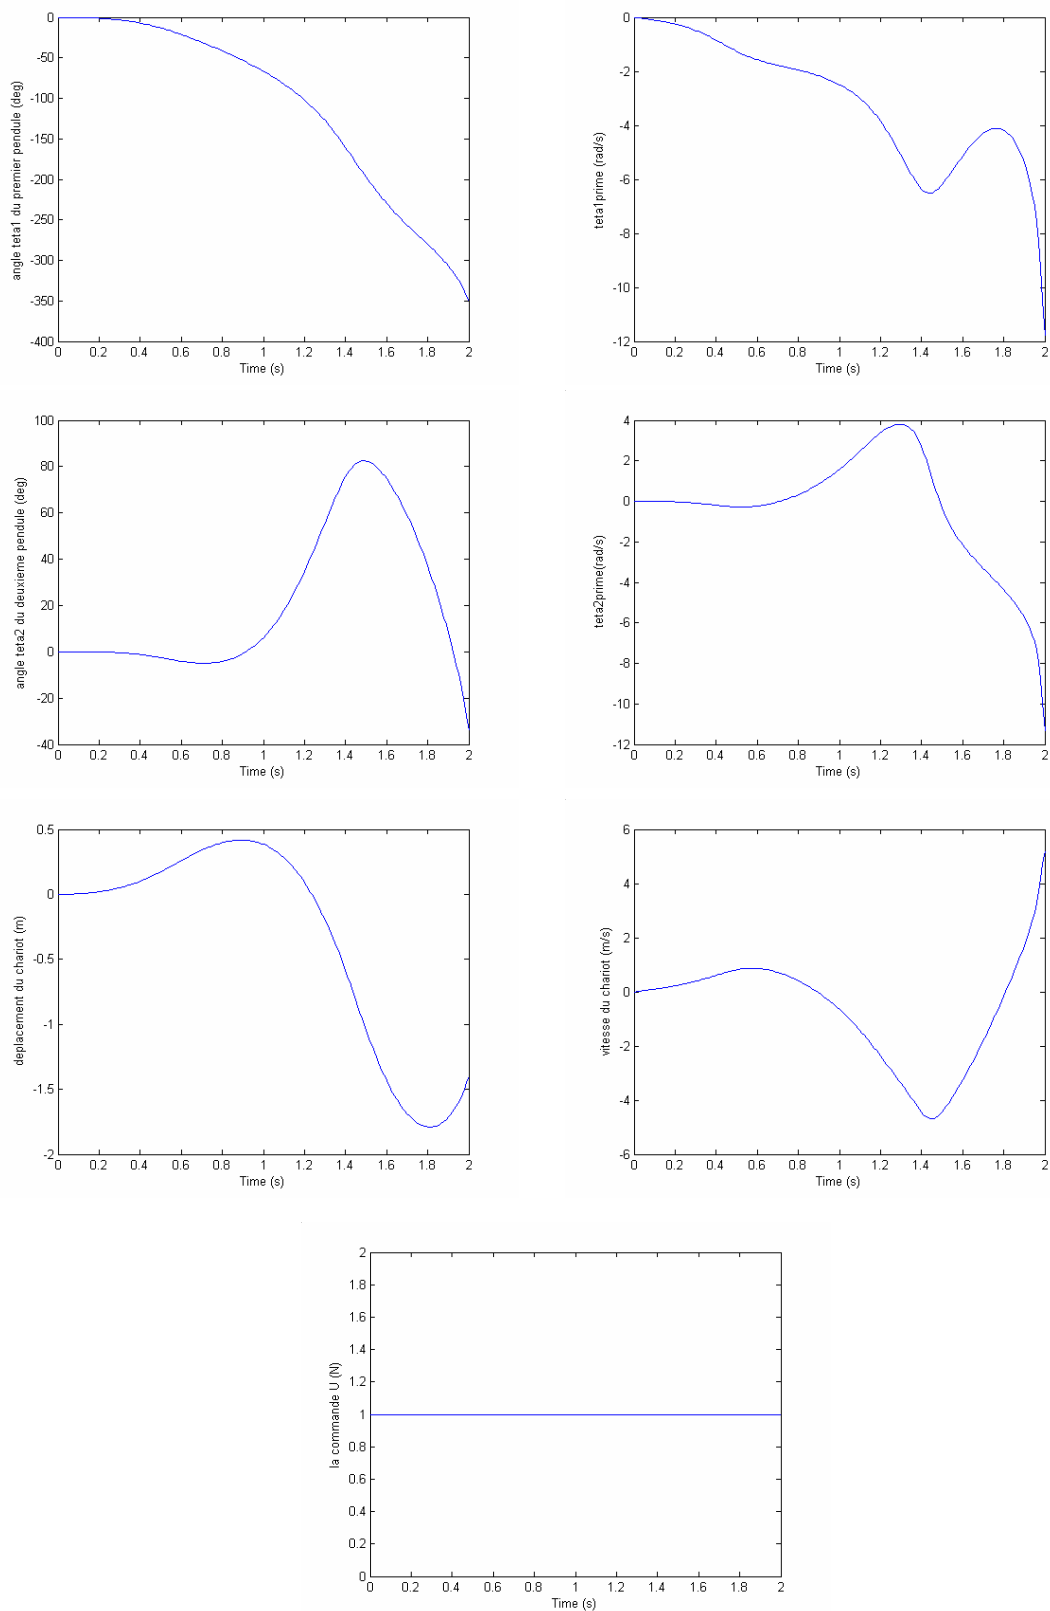 angle teta1 du premier pendule (deg)
0
-50
-100
-150
-200
-250
-300
-350
-400
0 0.2 0.4 0.6 0.8 1 1.2 1.4 1.6 1.8 2
Time (s)
teta1prime (rad/s)
0
-2
-4
-6
-8
-10
-12
0 0.2 0.4 0.6 0.8 1 1.2 1.4 1.6 1.8 2
Time (s)
angle teta2 du deuxieme pendule (deg)
100
80
60
40
20
0
-20
-40
0 0.2 0.4 0.6 0.8 1 1.2 1.4 1.6 1.8 2
Time (s)
teta2prime(rad/s)
4
2
0
-2
-4
-6
-8
-10
-12
0 0.2 0.4 0.6 0.8 1 1.2 1.4 1.6 1.8 2
Time (s)
deplacement du chariot (m)
0.5
0
-0.5
-1
-1.5
-2
0 0.2 0.4 0.6 0.8 1 1.2 1.4 1.6 1.8 2
Time (s)
vitesse du chariot (m/s)
6
4
2
0
-2
-4
-6
0 0.2 0.4 0.6 0.8 1 1.2 1.4 1.6 1.8 2
Time (s)
la commande U (N)
2
1.8
1.6
1.4
1.2
1
0.8
0.6
0.4
0.2
0
0 0.2 0.4 0.6 0.8 1 1.2 1.4 1.6 1.8 2
Time (s)